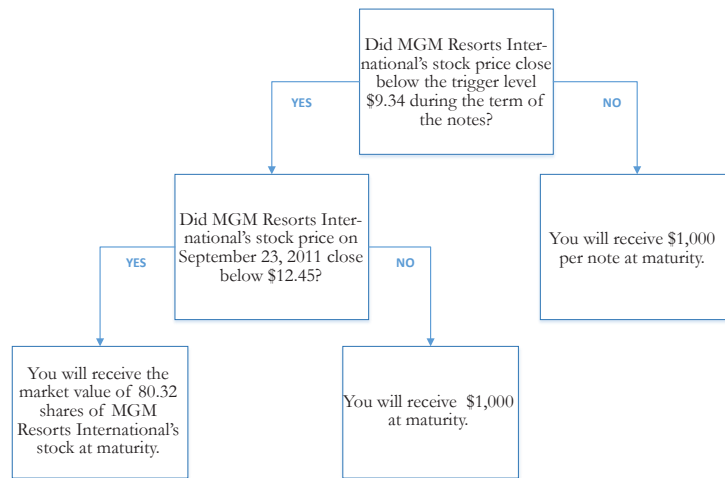 Did MGM Resorts Inter-
national's stock price close
below the trigger level
$9.34 during the term of
the notes?
YES
NO
Did MGM Resorts Inter-
national's stock price on
September 23, 2011 close
below $12.45?
You will receive $1,000
per note at maturity.
YES
NO
You will receive the
market value of 80.32
shares of MGM
Resorts International's
stock at maturity.
You will receive $1,000
at maturity.